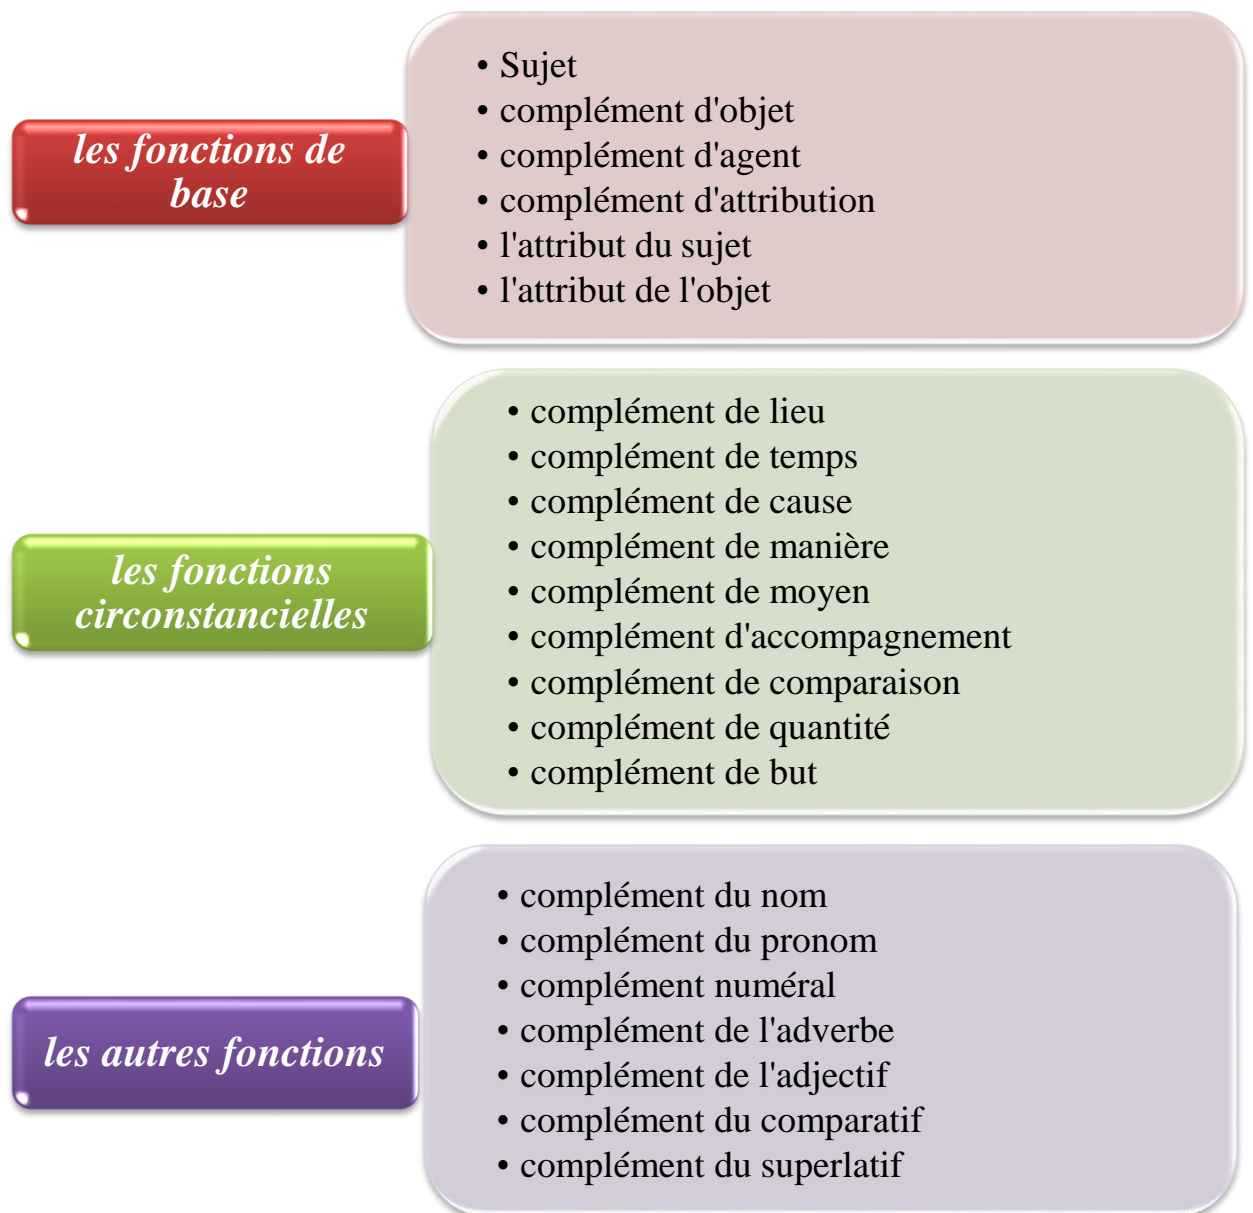 les fonctions de
base
• Sujet
• complément d'objet
• complément d'agent
• complément d'attribution
• l'attribut du sujet
• l'attribut de l'objet
les fonctions
circonstancielles
• complément de lieu
• complément de temps
• complément de cause
• complément de manière
• complément de moyen
• complément d'accompagnement
• complément de comparaison
• complément de quantité
• complément de but
les autres fonctions
• complément du nom
• complément du pronom
• complément numéral
• complément de l'adverbe
• complément de l'adjectif
• complément du comparatif
• complément du superlatif